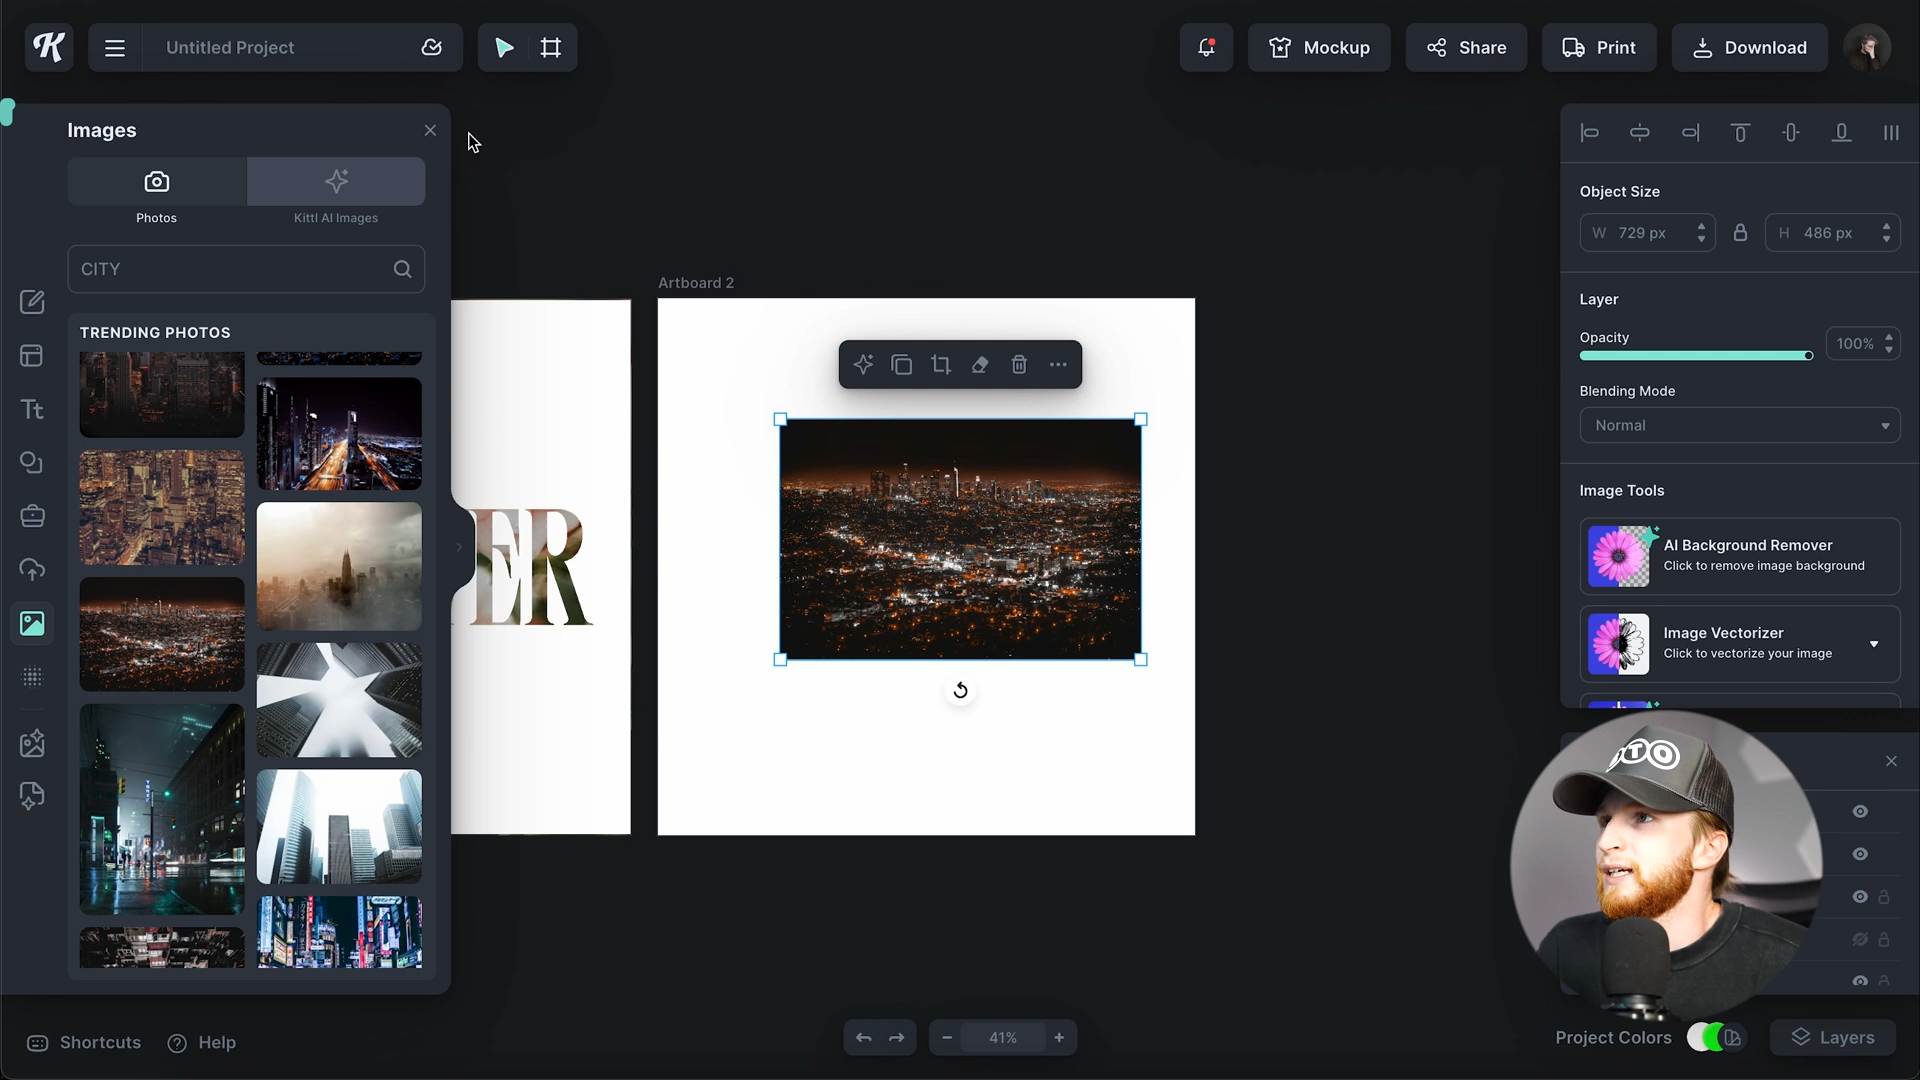 K
Untitled Project
Mockup
Share
Print
Download
Images
Photos
Kittl AI Images
CITY
TRENDING PHOTOS
Artboard 2
ER
Object Size
W 729 px
H 486 px
Layer
Opacity
100%
Blending Mode
Normal
Image Tools
AI Background Remover
Click to remove image background
Image Vectorizer
Click to vectorize your image
Tt
Shortcuts
Help
41%
Project Colors
Layers